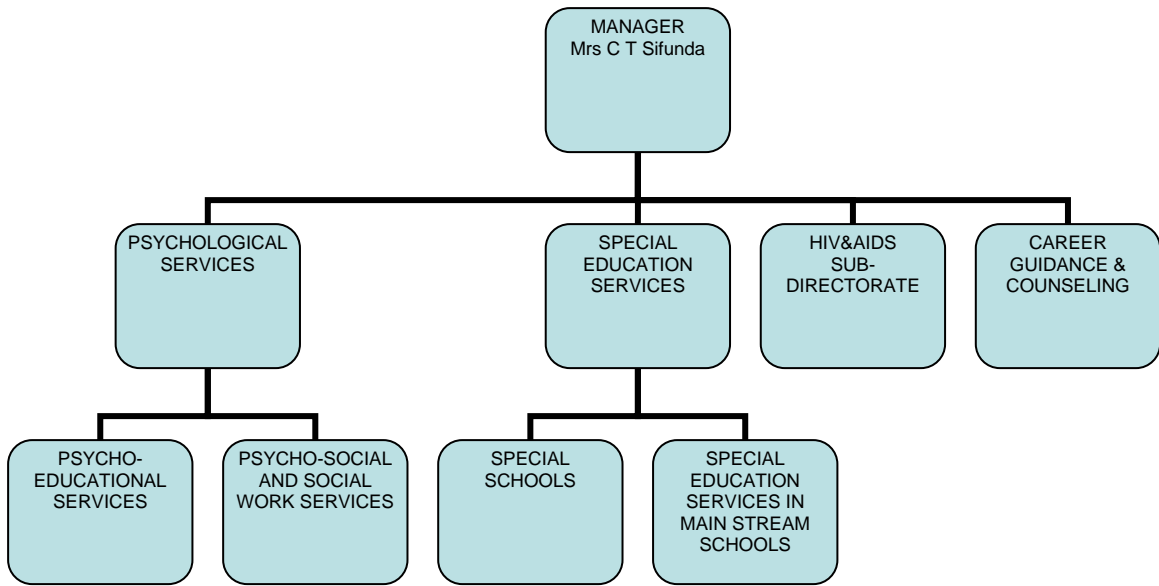 MANAGER
Mrs C T Sifunda
PSYCHOLOGICAL
SERVICES
SPECIAL
EDUCATION
SERVICES
HIV&AIDS
SUB-
DIRECTORATE
CAREER
GUIDANCE &
COUNSELING
PSYCHO-
EDUCATIONAL
SERVICES
PSYCHO-SOCIAL
AND SOCIAL
WORK SERVICES
SPECIAL
SCHOOLS
SPECIAL
EDUCATION
SERVICES IN
MAIN STREAM
SCHOOLS